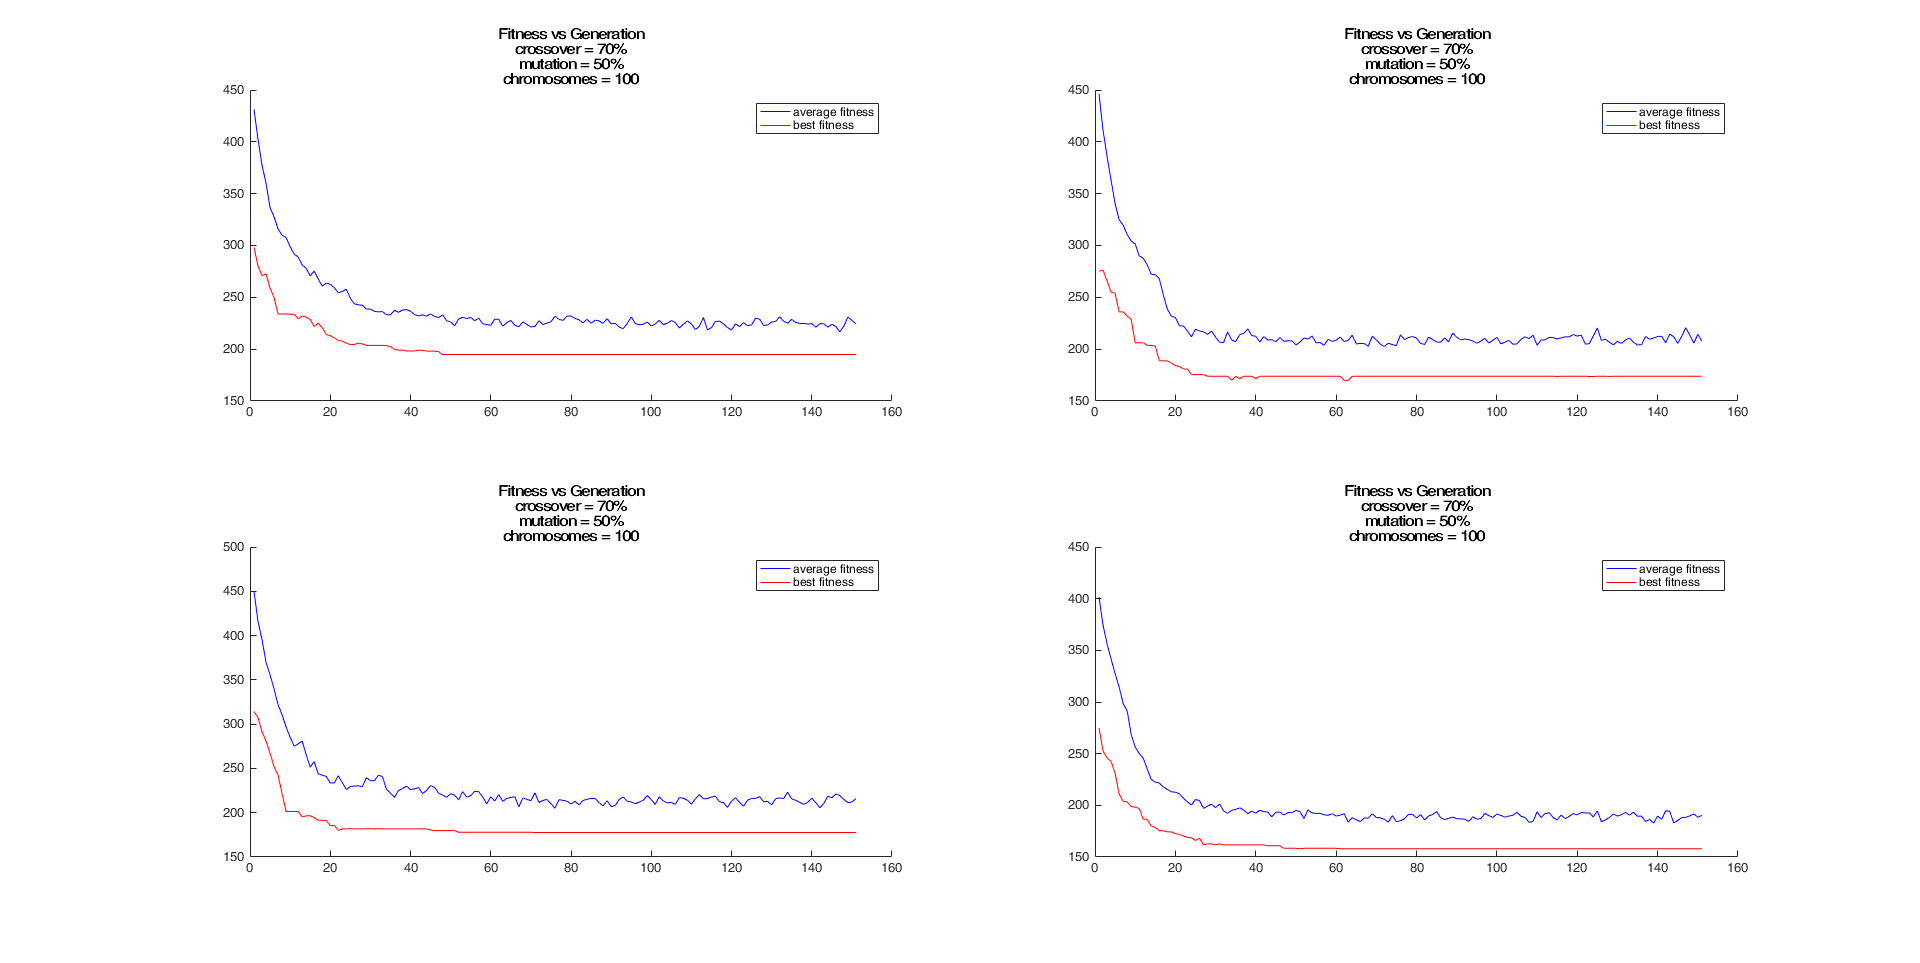 Fitness vs Generation
crossover = 70%
mutation = 50%
chromosomes = 100
450
400
350
300
250
200
150
0 20 40 60 80 100 120 140 160
average fitness
best fitness
Fitness vs Generation
crossover = 70%
mutation = 50%
chromosomes = 100
450
400
350
300
250
200
150
0 20 40 60 80 100 120 140 160
average fitness
best fitness
Fitness vs Generation
crossover = 70%
mutation = 50%
chromosomes = 100
500
450
400
350
300
250
200
150
0 20 40 60 80 100 120 140 160
average fitness
best fitness
Fitness vs Generation
crossover = 70%
mutation = 50%
chromosomes = 100
450
400
350
300
250
200
150
0 20 40 60 80 100 120 140 160
average fitness
best fitness